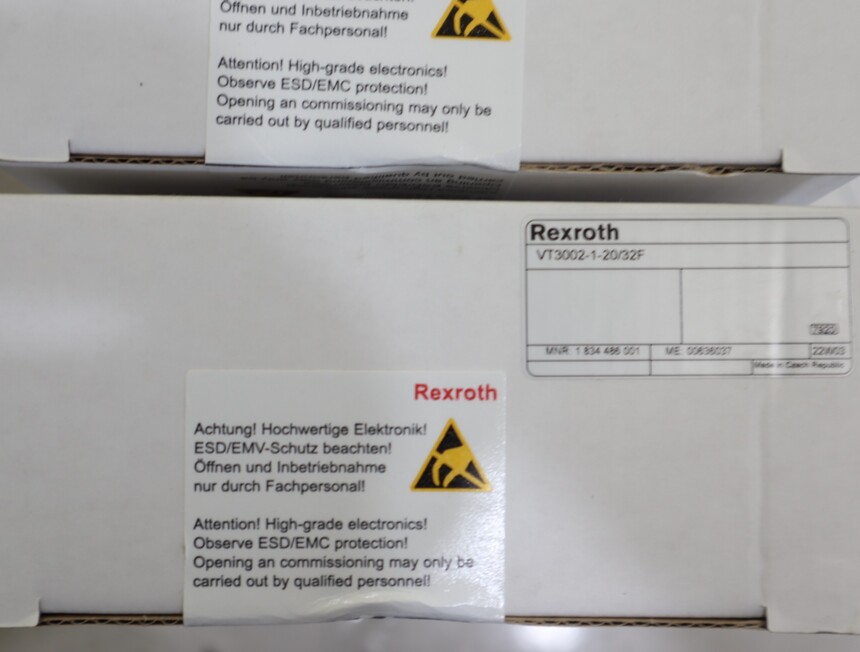 Öffnen und Inbetriebnahme
nur durch Fachpersonal!
Attention! High-grade electronics!
Observe ESD/EMC protection!
Opening an commissioning may only be
carried out by qualified personnel!
Rexroth
VT3002-1-20/32F
7920
MNR: 1 834 486 001
ME: 00636037
22W03
Made in Czech Republic
Rexroth
Achtung! Hochwertige Elektronik!
ESD/EMV-Schutz beachten!
Öffnen und Inbetriebnahme
nur durch Fachpersonal!
Attention! High-grade electronics!
Observe ESD/EMC protection!
Opening an commissioning may only be
carried out by qualified personnel!